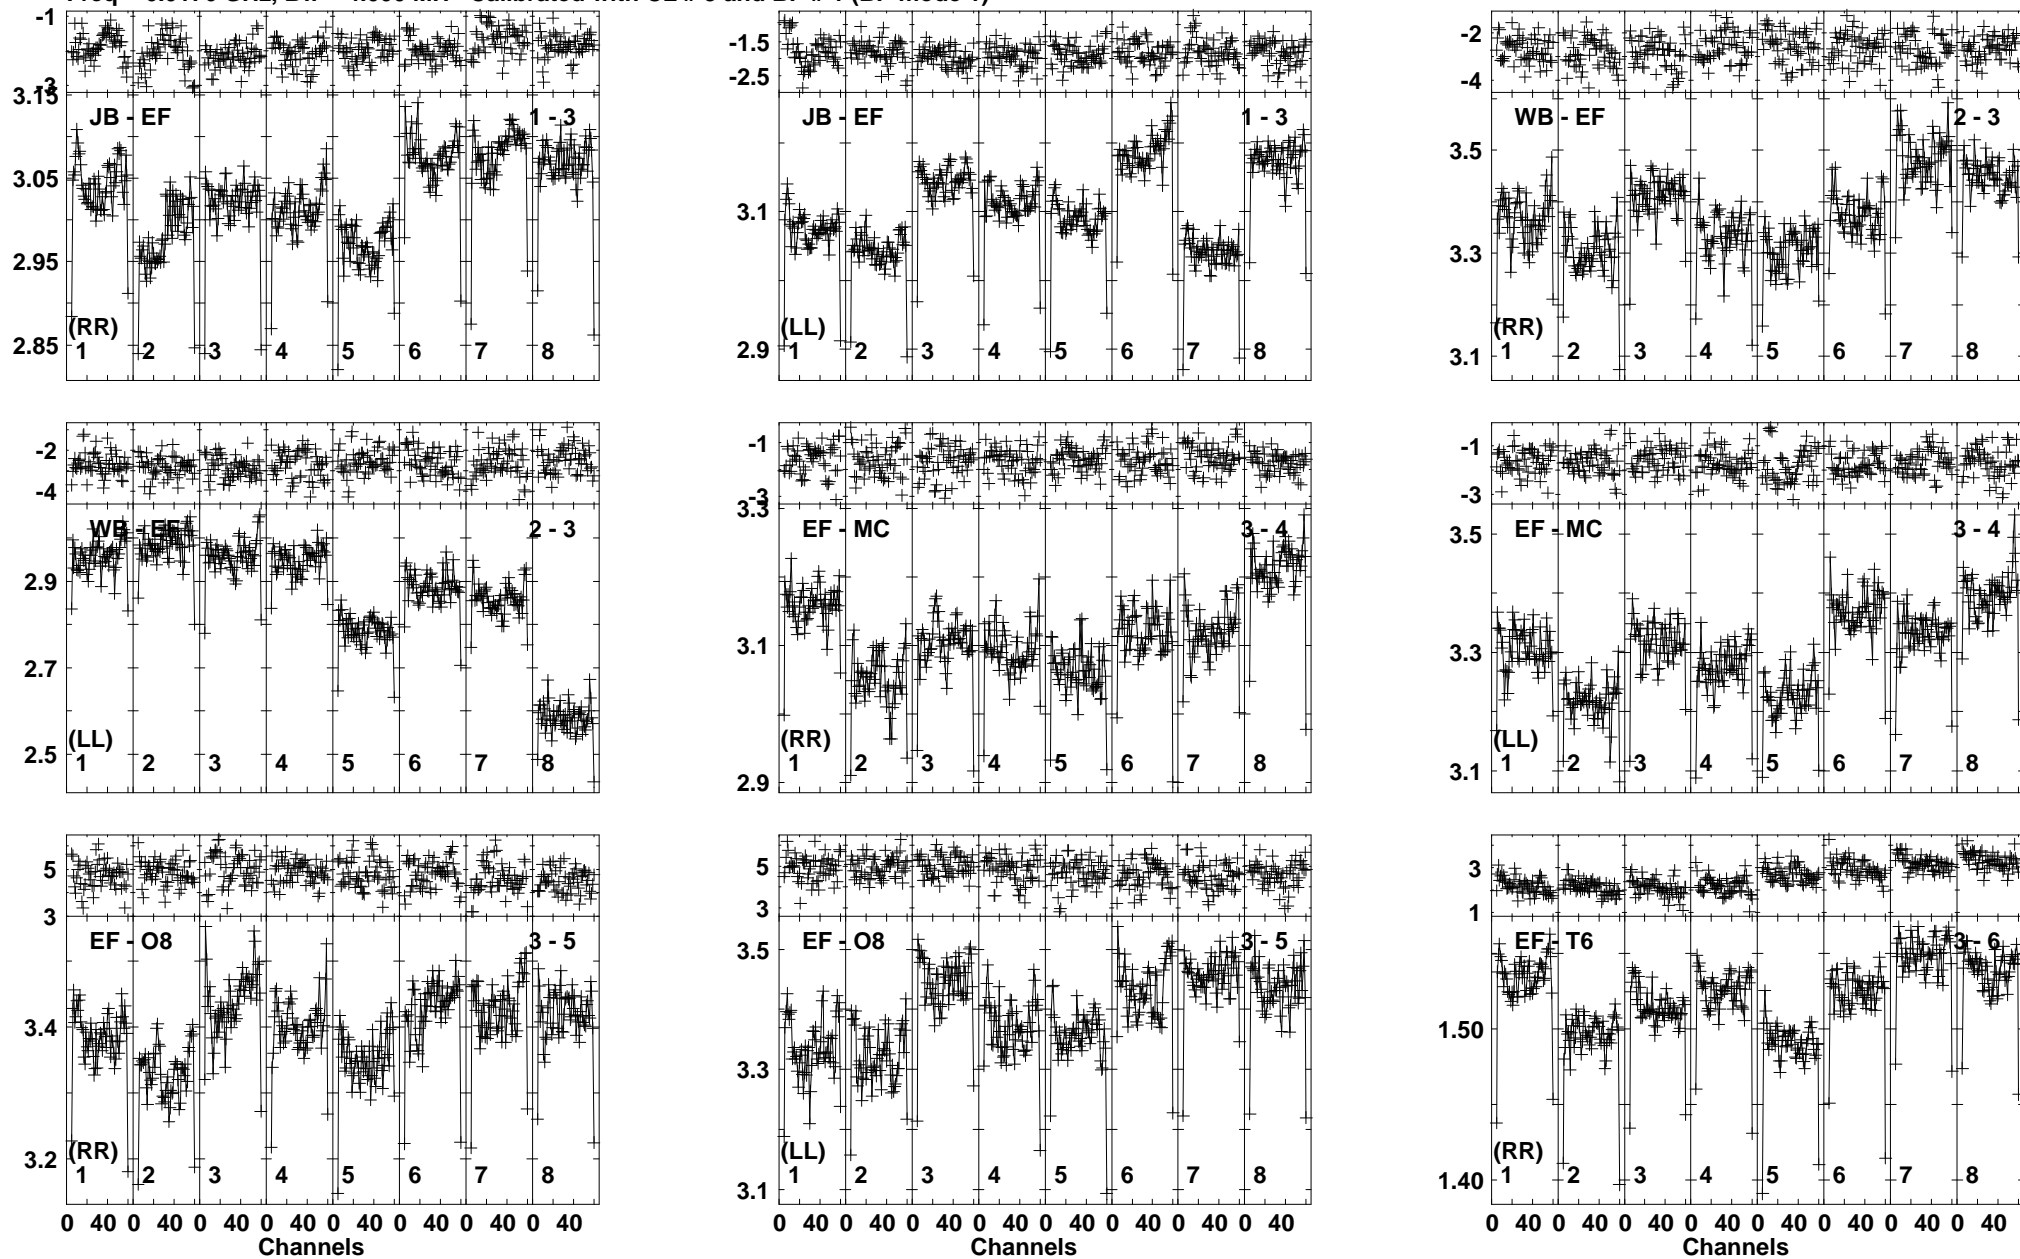 -1
-3
3.15
3.05
2.95
2.85
JB - EF
1 - 3
(RR)
1 2 3 4 5 6 7 8
-1.5
-2.5
3.1
2.9
JB - EF
1 - 3
(LL)
1 2 3 4 5 6 7 8
-2
-4
3.5
3.3
3.1
WB - EF
2 - 3
(RR)
1 2 3 4 5 6 7 8
-2
-4
2.9
2.7
2.5
WB - EF
2 - 3
(LL)
1 2 3 4 5 6 7 8
-1
-3
3.3
3.1
2.9
EF - MC
3 - 4
(RR)
1 2 3 4 5 6 7 8
-1
-3
3.5
3.3
3.1
EF - MC
3 - 4
(LL)
1 2 3 4 5 6 7 8
5
3
3.4
3.2
EF - O8
3 - 5
(RR)
1 2 3 4 5 6 7 8
0 40 0 40 0 40 0 40 0 40 0 40 0 40 0 40
Channels
5
3
3.5
3.3
3.1
EF - O8
3 - 5
(LL)
1 2 3 4 5 6 7 8
0 40 0 40 0 40 0 40 0 40 0 40 0 40 0 40
Channels
3
1
1.50
1.40
EF - T6
3 - 6
(RR)
1 2 3 4 5 6 7 8
0 40 0 40 0 40 0 40 0 40 0 40 0 40 0 40
Channels